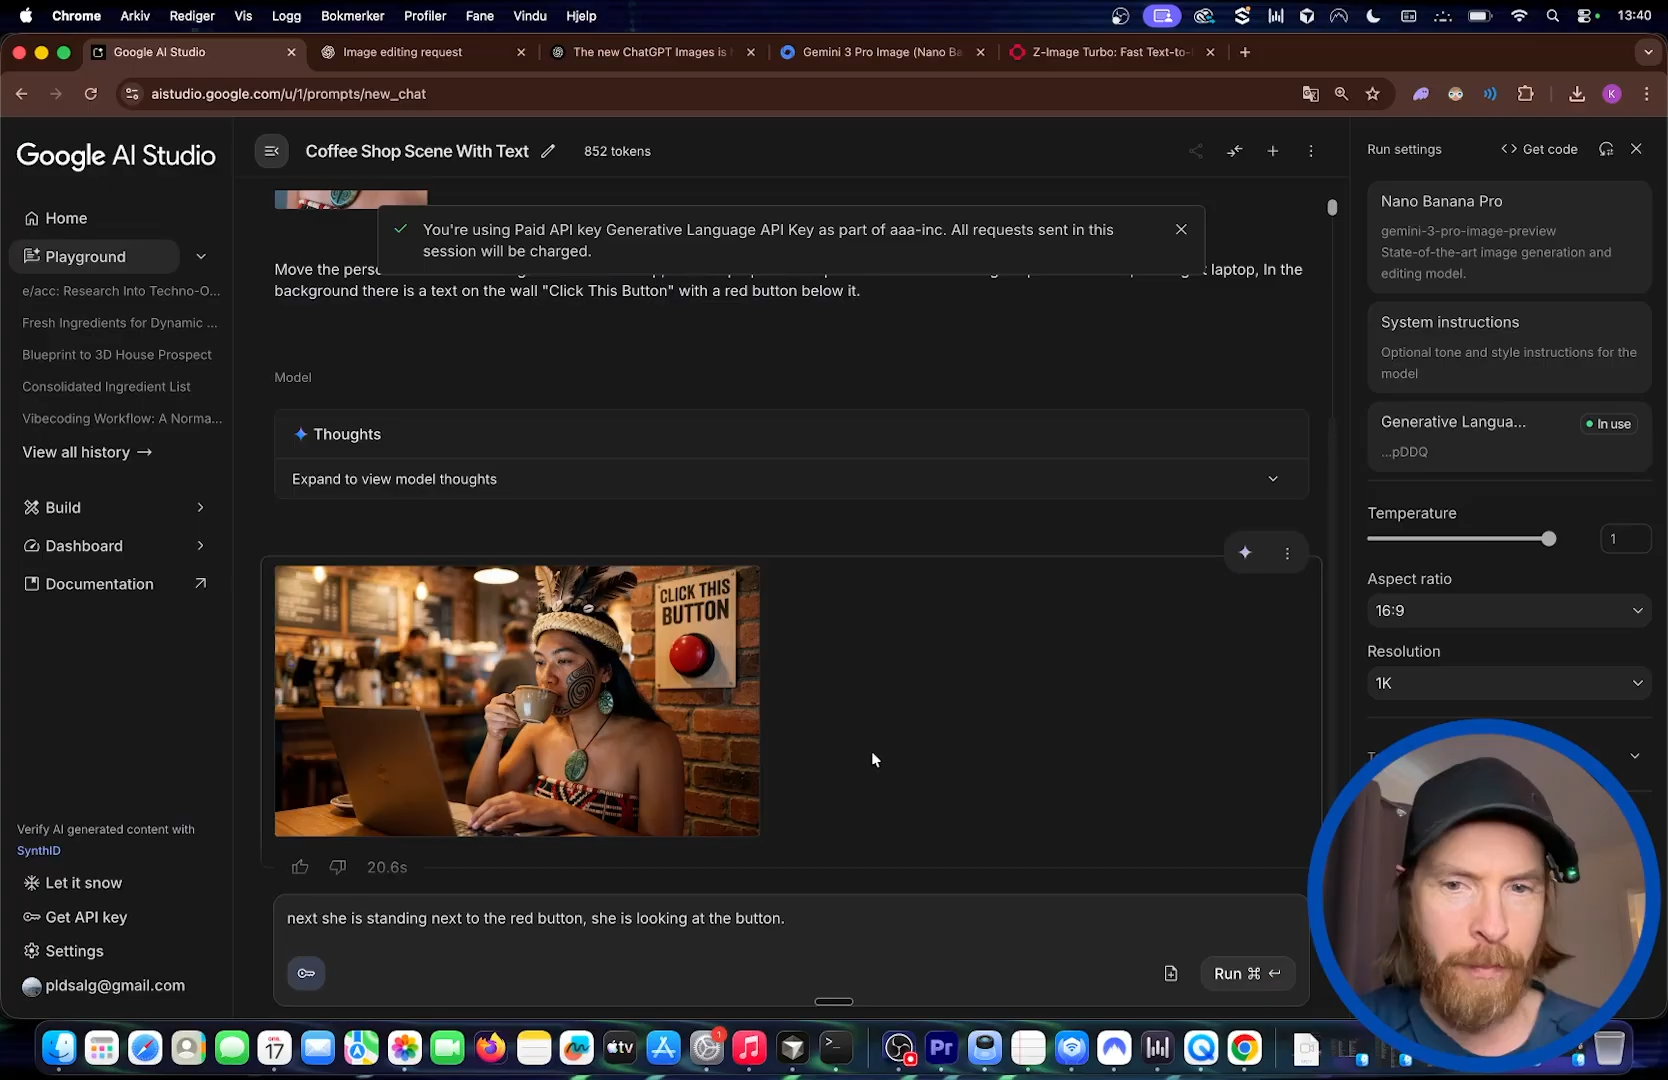 Chrome Arkiv Rediger Vis Logg Bokmerker Profiler Fane Vindu Hjelp
13:40
Google AI Studio
Image editing request
The new ChatGPT Images is
Gemini 3 Pro Image (Nano Ba
Z-Image Turbo: Fast Text-to-
aistudio.google.com/u/1/prompts/new_chat
K
Google AI Studio
Home
Playground
e/acc: Research Into Techno-O...
Fresh Ingredients for Dynamic ...
Blueprint to 3D House Prospect
Consolidated Ingredient List
Vibecoding Workflow: A Norma...
View all history →
Build
Dashboard
Documentation
Verify AI generated content with
SynthID
Let it snow
Get API key
Settings
pldsalg@gmail.com
Coffee Shop Scene With Text
852 tokens
You're using Paid API key Generative Language API Key as part of aaa-inc. All requests sent in this
session will be charged.
Move the pers
laptop, In the
background there is a text on the wall "Click This Button" with a red button below it.
Model
Thoughts
Expand to view model thoughts
CLICK THIS
BUTTON
20.6s
next she is standing next to the red button, she is looking at the button.
Run ⌘ ↵
Run settings
<> Get code
Nano Banana Pro
gemini-3-pro-image-preview
State-of-the-art image generation and
editing model.
System instructions
Optional tone and style instructions for the
model
Generative Langua...
In use
...pDDQ
Temperature
1
Aspect ratio
16:9
Resolution
1K
17
tv
1
Pr